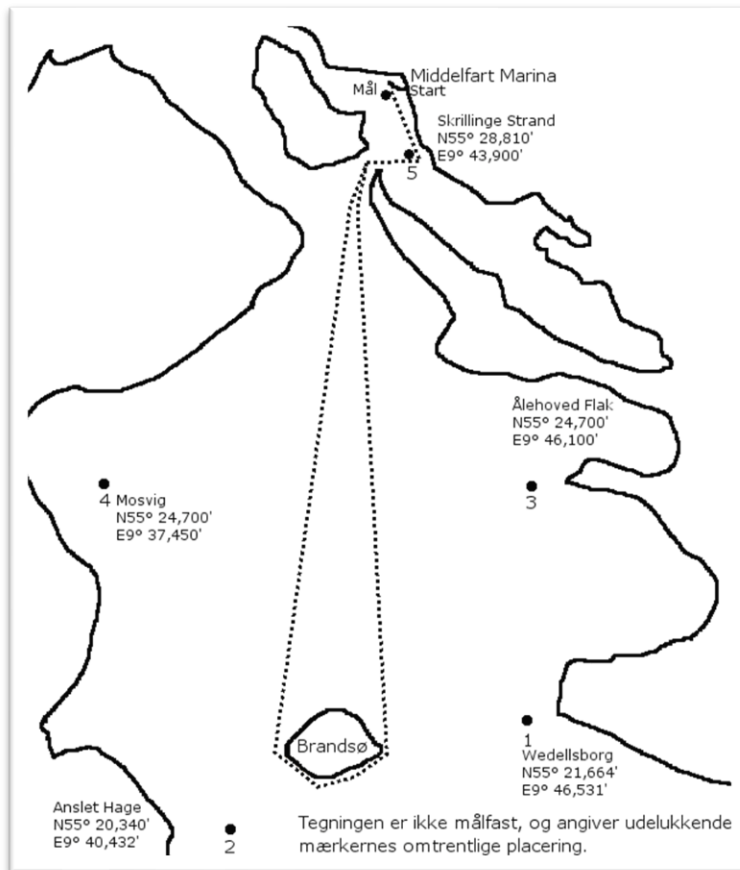 Middelfart Marina
Mål
Start
Skrillinge Strand
N55° 28,810'
E9° 43,900'
5
Ålehoved Flak
N55° 24,700'
E9° 46,100'
3
4 Mosvig
N55° 24,700'
E9° 37,450'
Brandsø
1
Wedellsborg
N55° 21,664'
E9° 46,531'
Anslet Hage
N55° 20,340'
E9° 40,432'
2
Tegningen er ikke målfast, og angiver udelukkende
mærkernes omtrentlige placering.